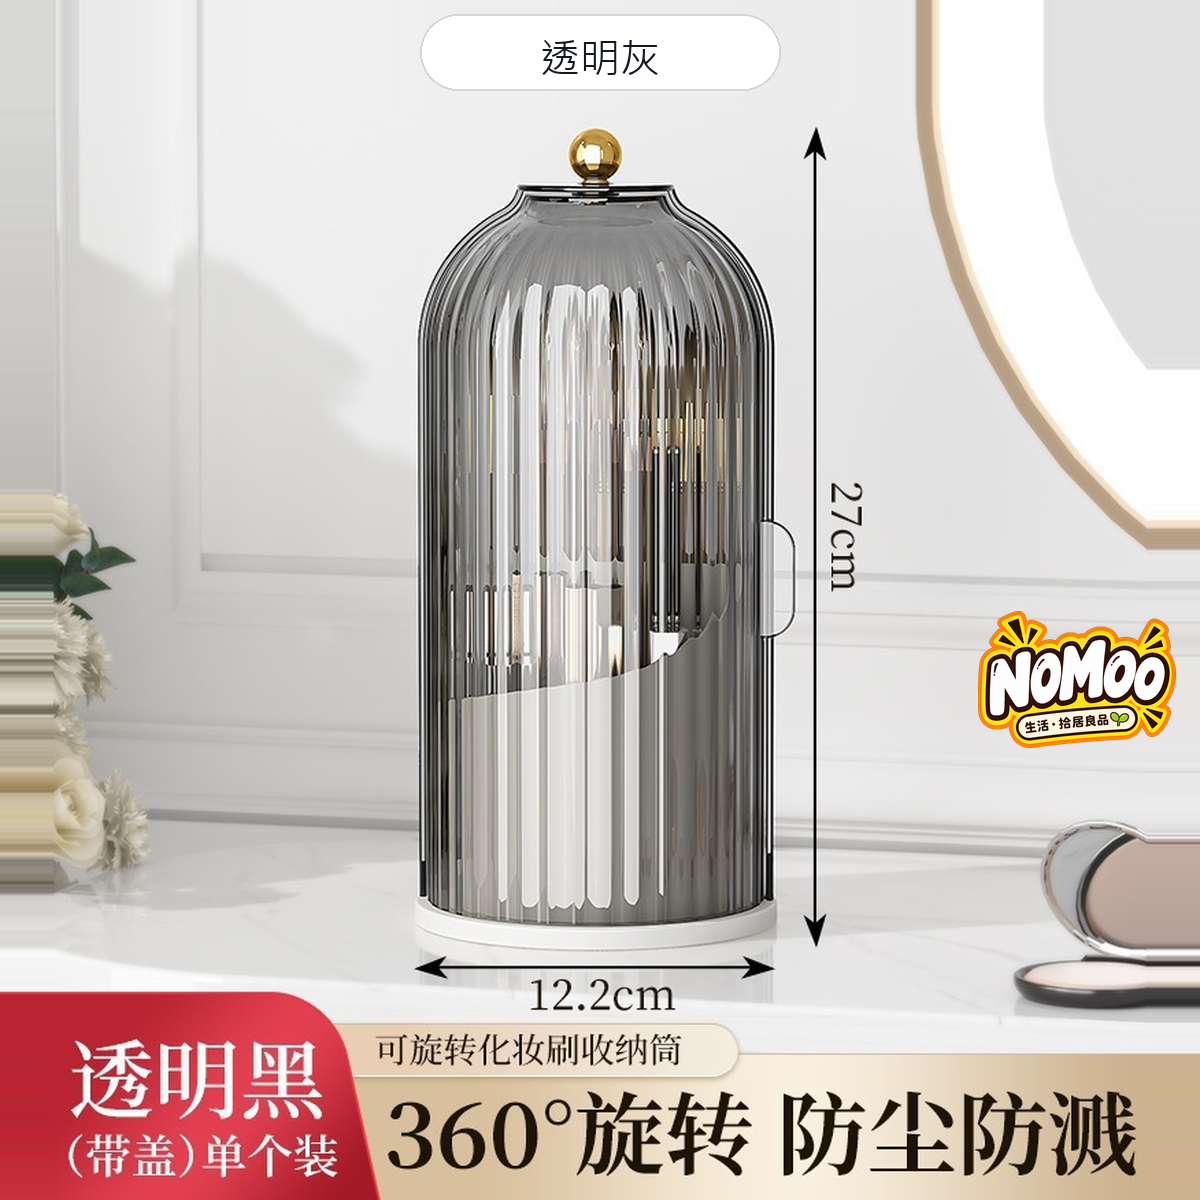 透明灰
27cm
NOMOO
生活·拾居良品
12.2cm
可旋转化妆刷收纳筒
透明黑
(带盖)单个装
360°旋转 防尘防溅